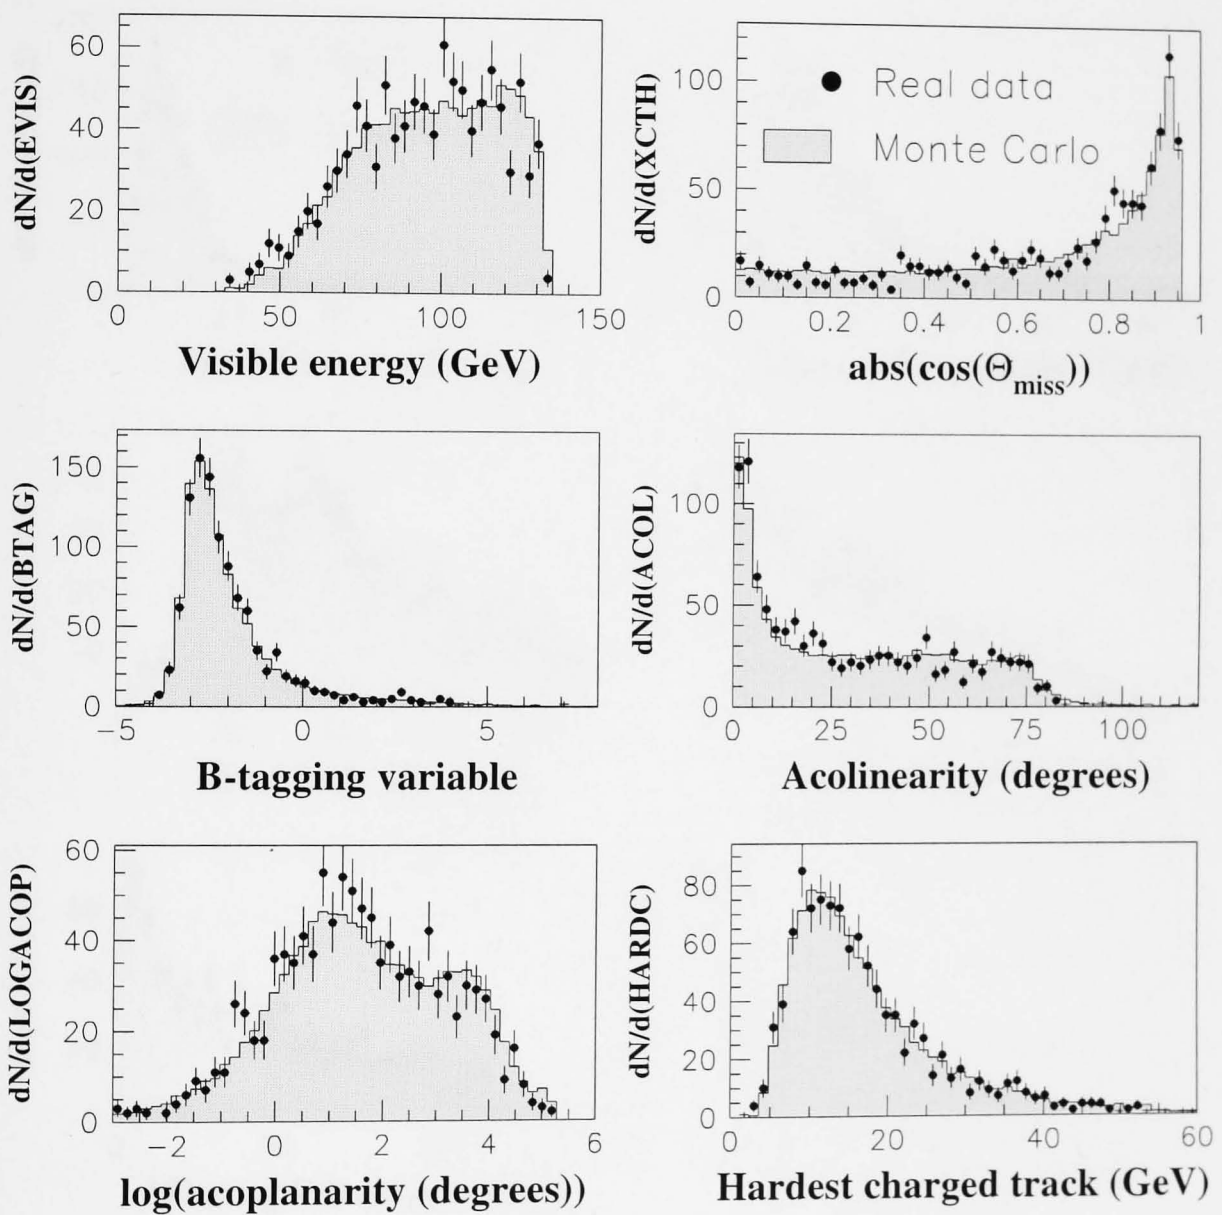 dN/d(EVIS)
60
40
20
0
0 50 100 150
Visible energy (GeV)
dN/d(XCTH)
100
50
0
Real data
Monte Carlo
0 0.2 0.4 0.6 0.8 1
abs(cos(Θmiss))
dN/d(BTAG)
150
100
50
0
−5 0 5
B-tagging variable
dN/d(ACOL)
100
50
0
0 25 50 75 100
Acolinearity (degrees)
dN/d(LOGACOP)
60
40
20
0
−2 0 2 4 6
log(acoplanarity (degrees))
dN/d(HARDC)
80
60
40
20
0
0 20 40 60
Hardest charged track (GeV)